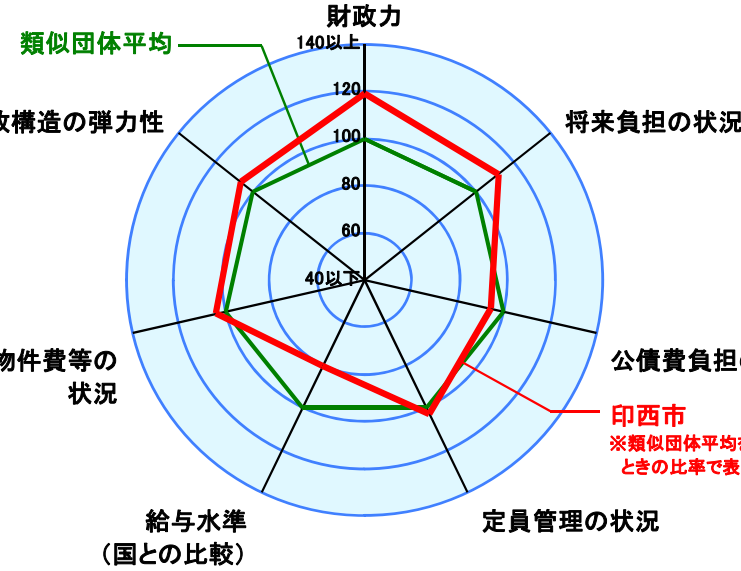 財政力
類似団体平均
140以上
120
政構造の弾力性
将来負担の状況
100
80
60
40以下
物件費等の
状況
公債費負担の
印西市
※類似団体平均を
ときの比率で表
給与水準
(国との比較)
定員管理の状況